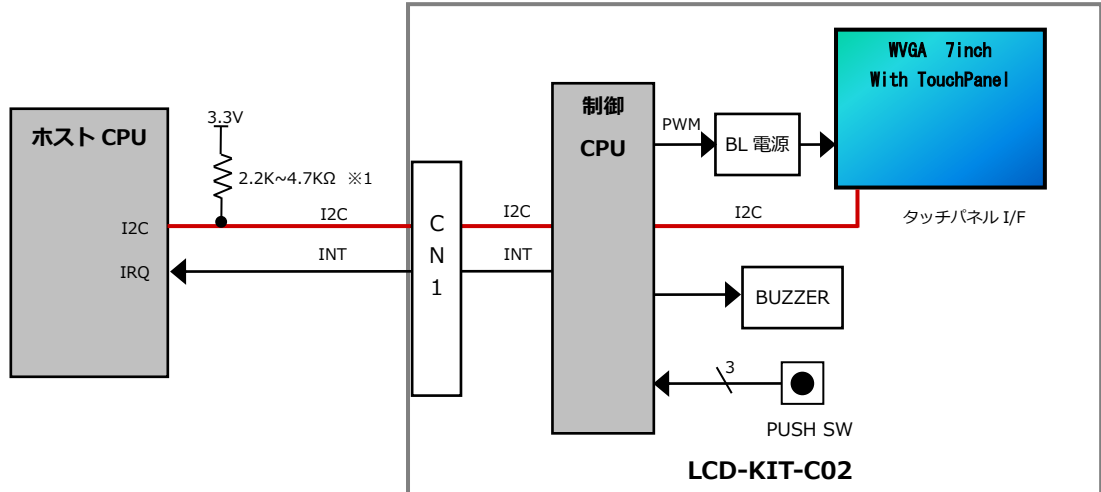 WVGA 7inch
With TouchPanel
ホスト CPU
3.3V
制御
CPU
PWM
BL 電源
2.2K~4.7KΩ ※1
I2C
I2C
I2C
I2C
タッチパネル I/F
C
N
1
IRQ
INT
INT
BUZZER
3
PUSH SW
LCD-KIT-C02